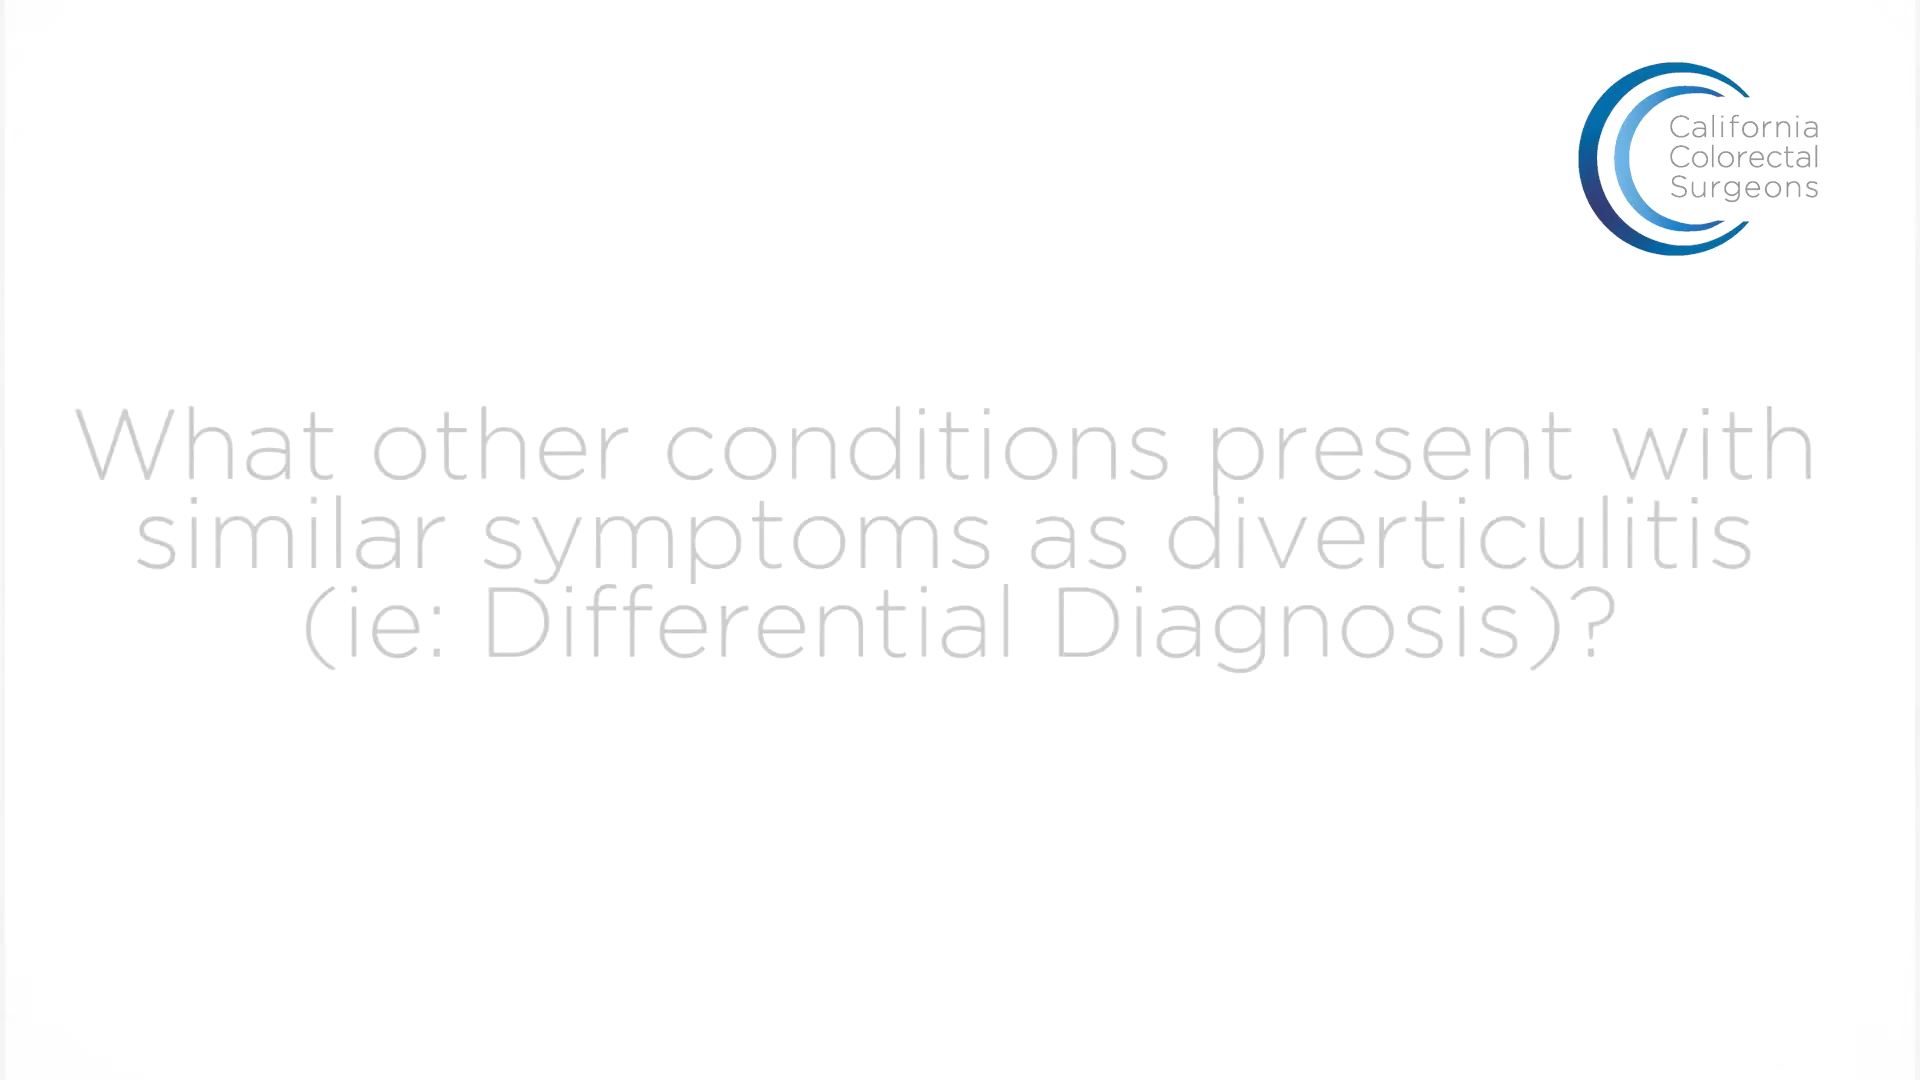 California
Colorectal
Surgeons
What other conditions present with
similar symptoms as diverticulitis
(ie: Differential Diagnosis)?